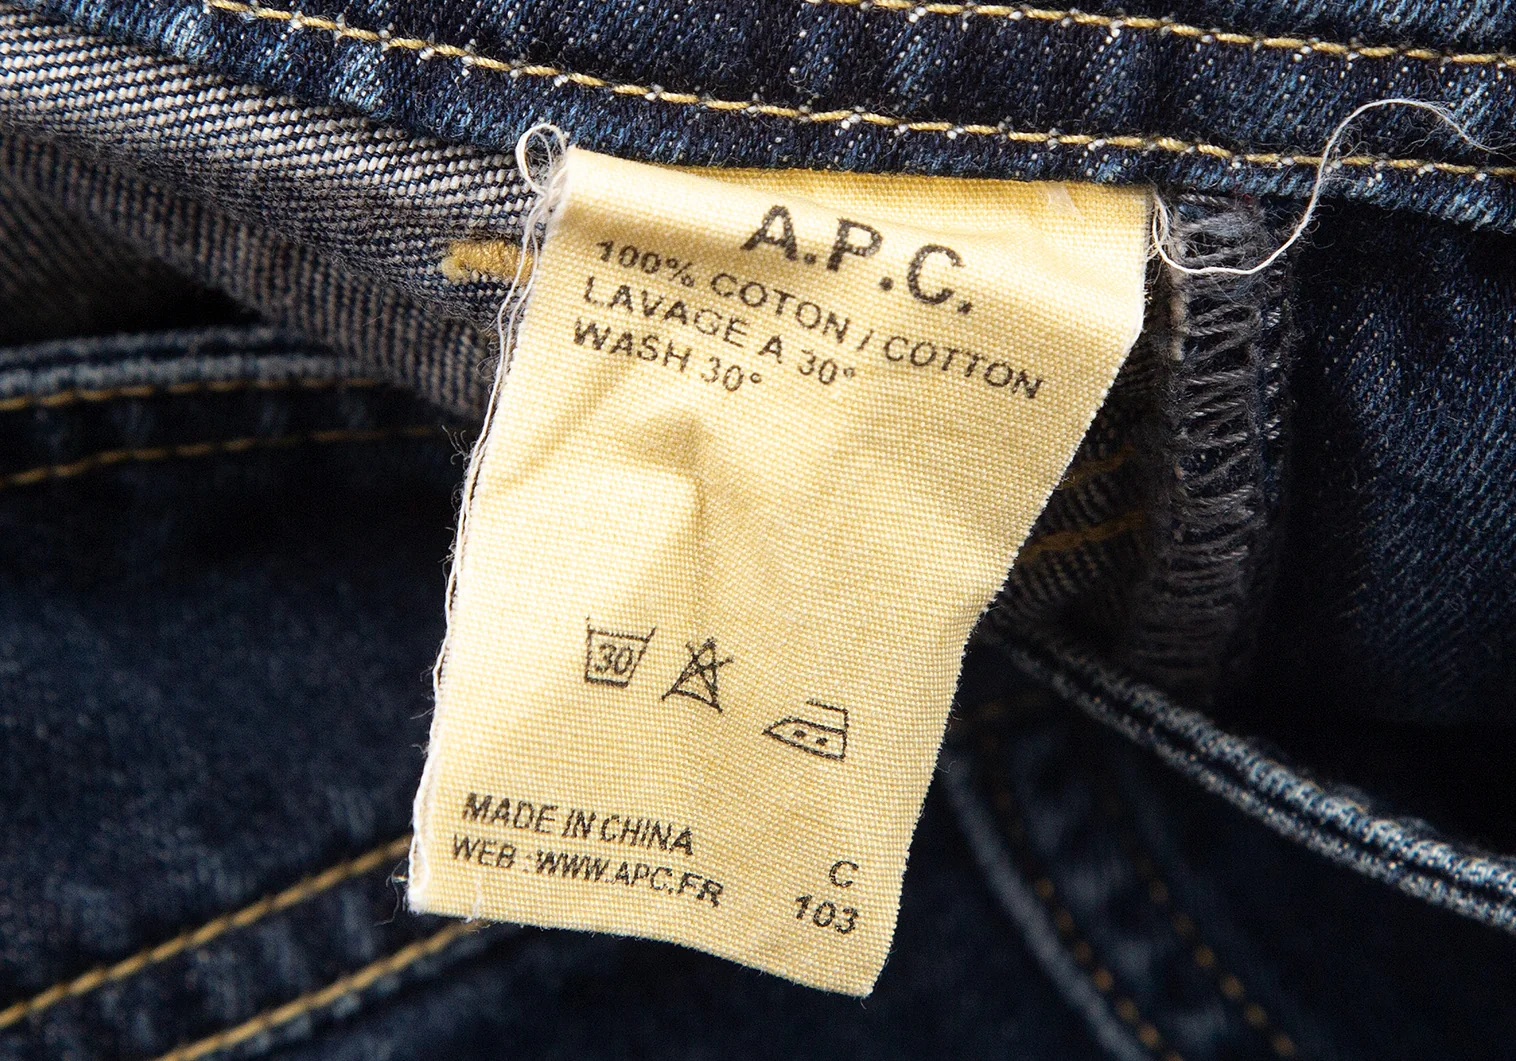 A.P.C.
100% COTON / COTTON
LAVAGE A 30°
WASH 30°
30
MADE IN CHINA
WEB : WWW.APC.FR
C
103